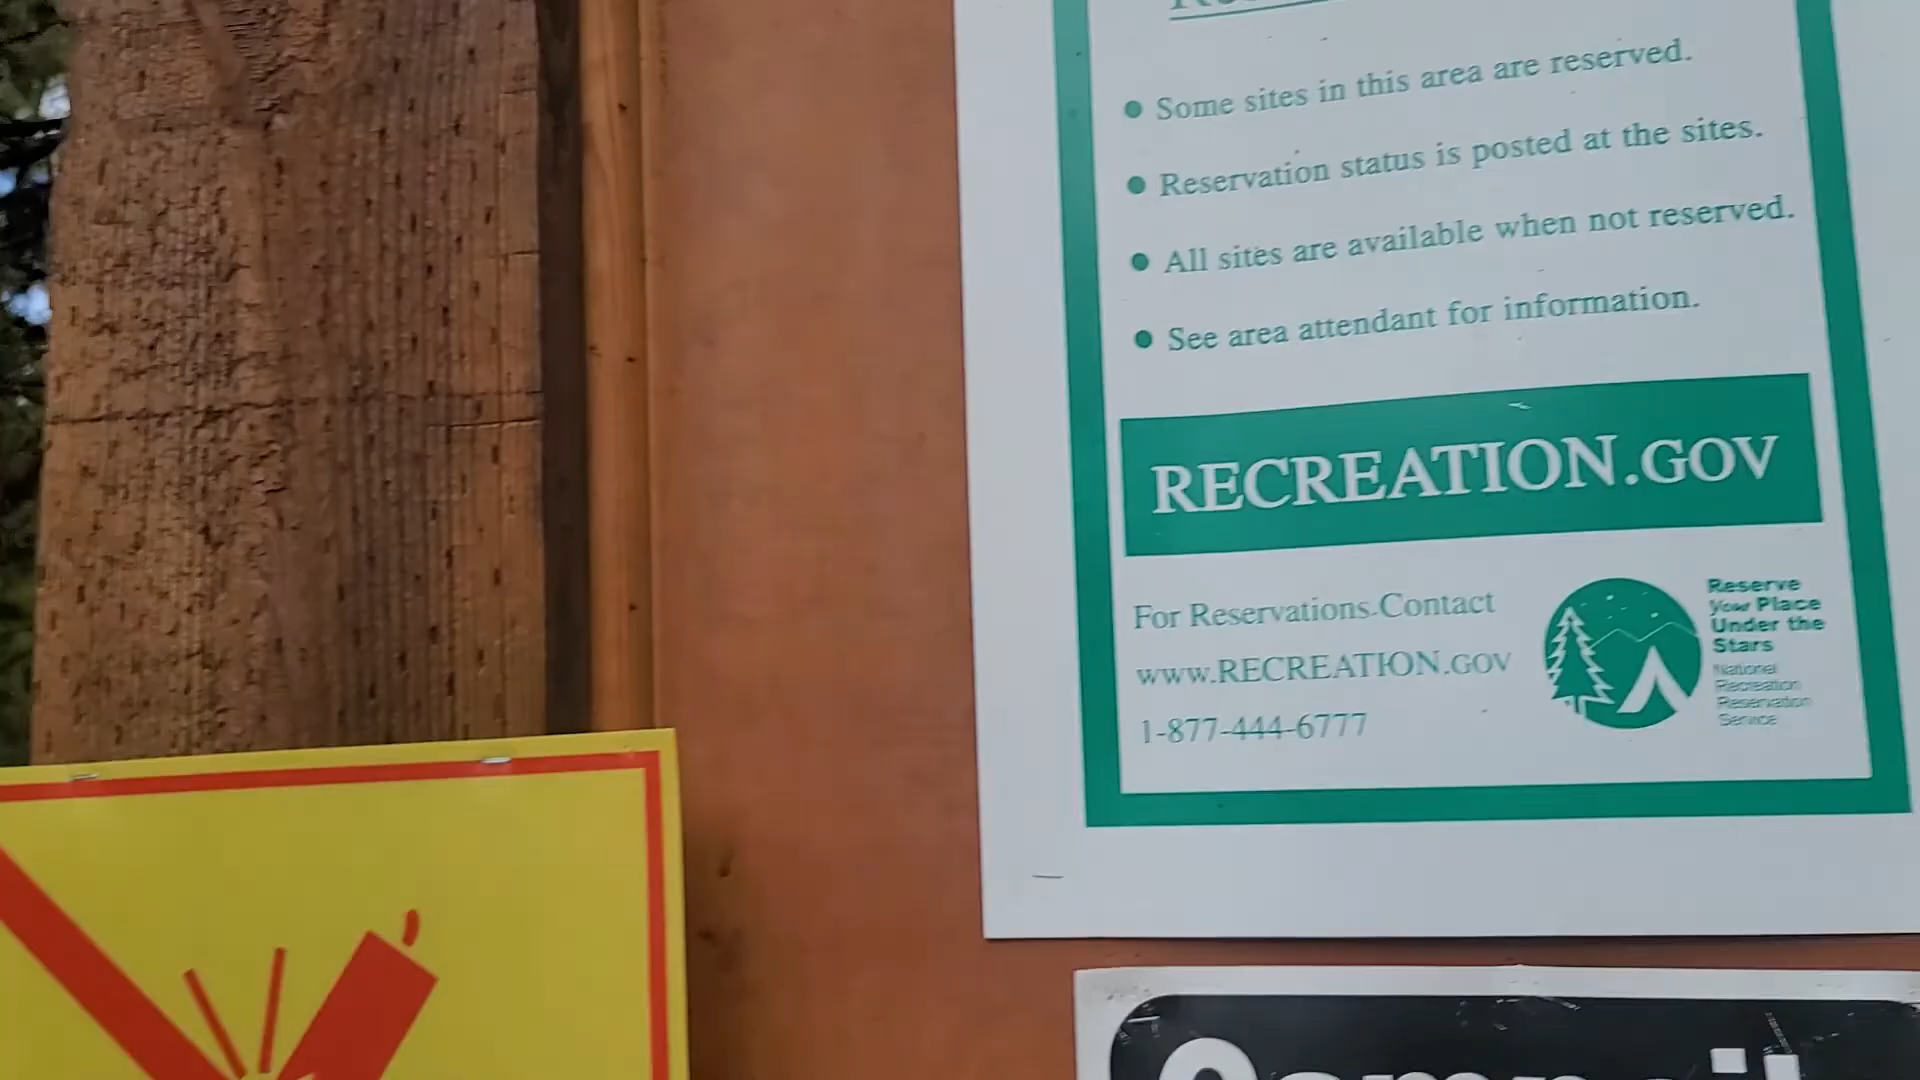 • Some sites in this area are reserved.
• Reservation status is posted at the sites.
• All sites are available when not reserved.
• See area attendant for information.
RECREATION.GOV
For Reservations Contact
www.RECREATION.GOV
1-877-444-6777
Reserve
Your Place
Under the
Stars
National
Recreation
Reservation
Service